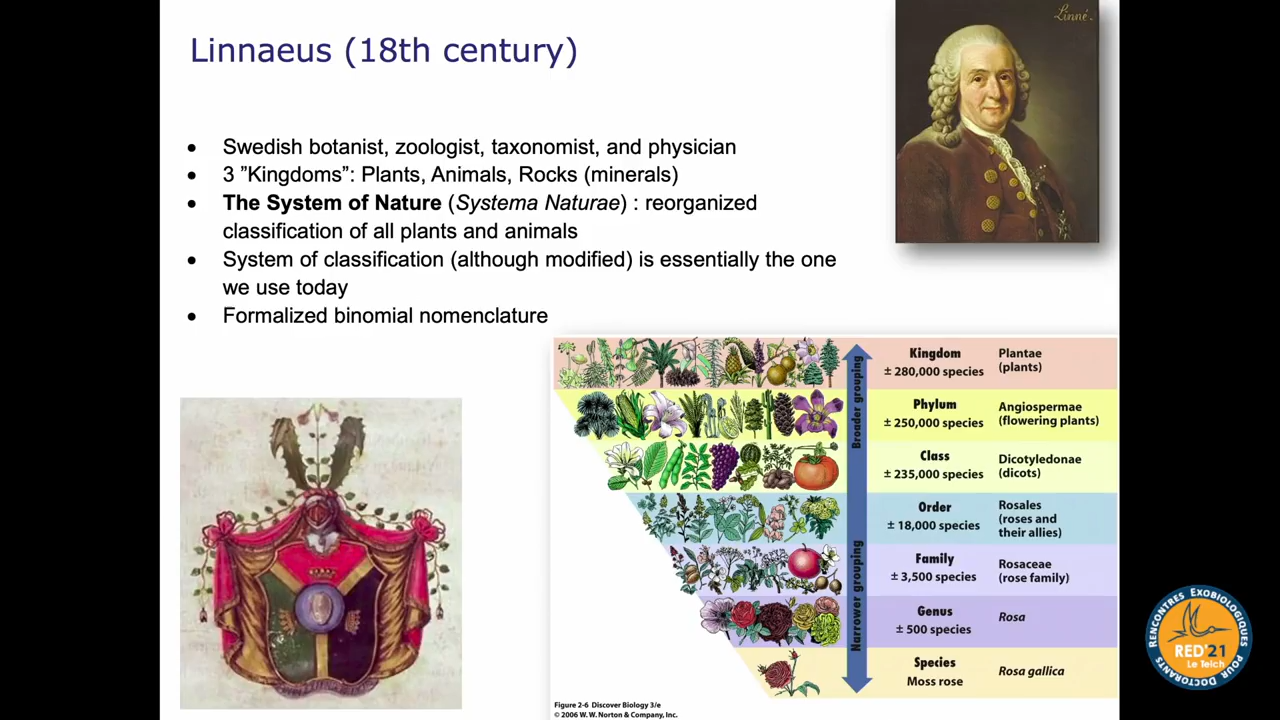 Linnaeus (18th century)
Linné.
• Swedish botanist, zoologist, taxonomist, and physician
• 3 ”Kingdoms”: Plants, Animals, Rocks (minerals)
• The System of Nature (Systema Naturae) : reorganized
classification of all plants and animals
• System of classification (although modified) is essentially the one
we use today
• Formalized binomial nomenclature
Broader grouping
Narrower grouping
Kingdom
± 280,000 species
Plantae
(plants)
Phylum
± 250,000 species
Angiospermae
(flowering plants)
Class
± 235,000 species
Dicotyledonae
(dicots)
Order
± 18,000 species
Rosales
(roses and
their allies)
Family
± 3,500 species
Rosaceae
(rose family)
Genus
± 500 species
Rosa
Species
Moss rose
Rosa gallica
Figure 2-6 Discover Biology 3/e
© 2006 W. W. Norton & Company, Inc.
RENCONTRES EXOBIOLOGIQUES
POUR DOCTORANTS
RED'21
Le Teich